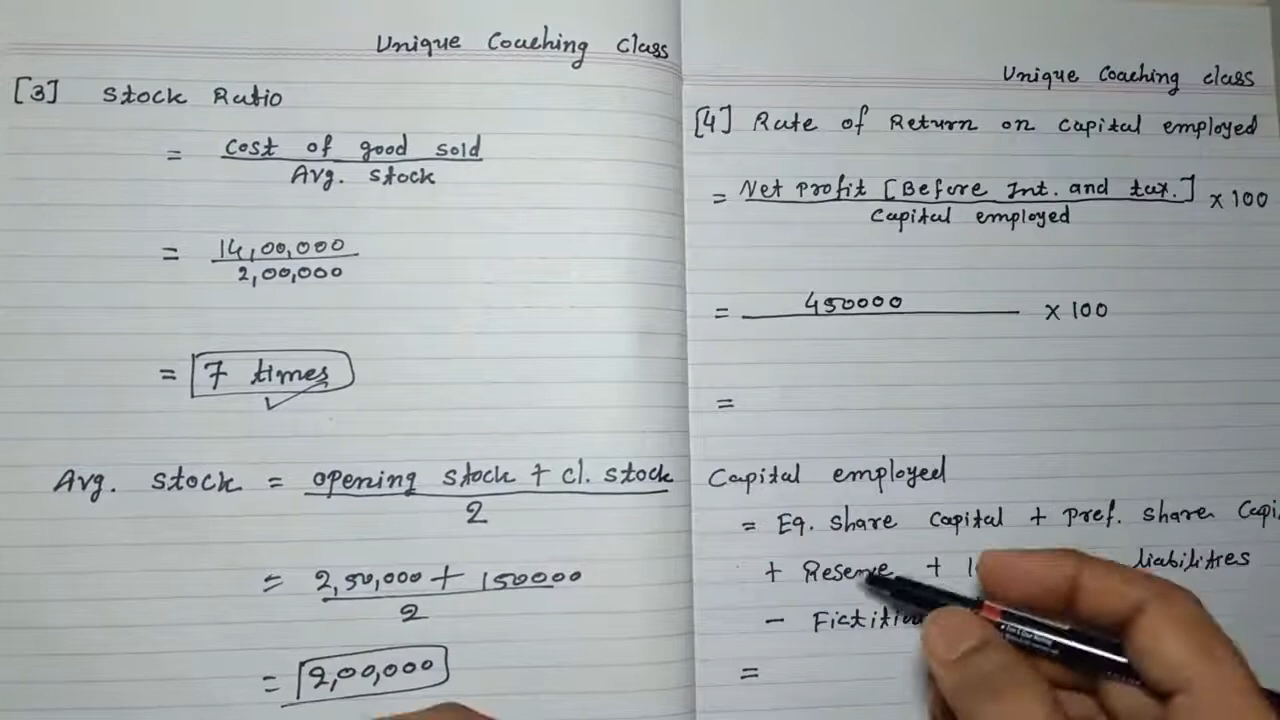 Unique Coaching Class
[3] Stock Ratio
= Cost of good sold
Avg. Stock
= 14,00,000
2,00,000
= 7 times
Avg. Stock = opening stock + cl. stock
2
= 2,50,000 + 150000
2
= 2,00,000
Unique Coaching Class
[4] Rate of Return on Capital employed
= Net Profit [Before Int. and tax.] × 100
Capital employed
= 450000 × 100
=
Capital employed
= Eq. share capital + Pref. share
+ Reserve + liabilities
-
=